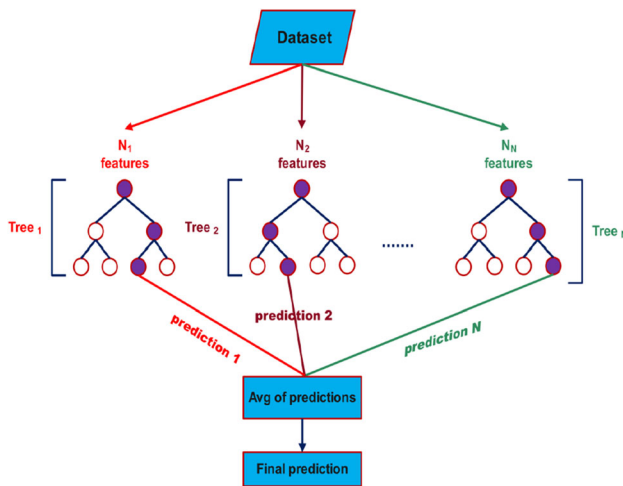 Dataset
N₁
features
N₂
features
N_N
features
Tree ₁
Tree ₂
.......
Tree
prediction 1
prediction 2
prediction N
Avg of predictions
Final prediction